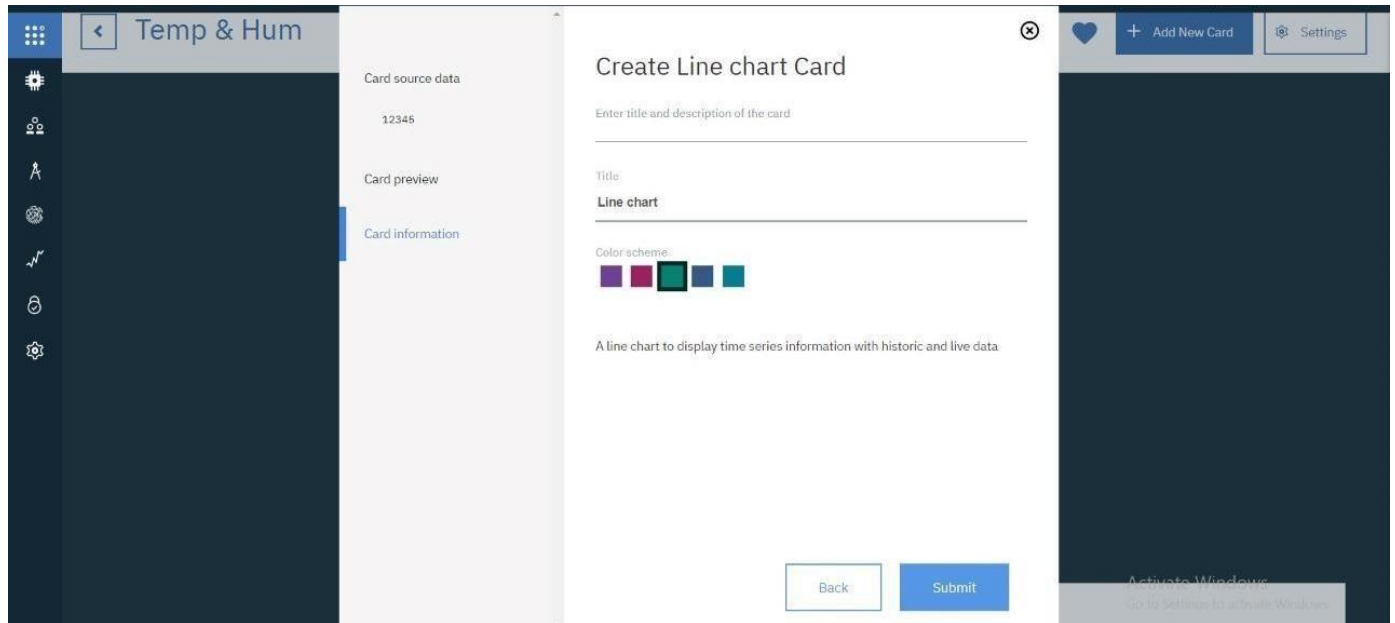 Temp & Hum
+ Add New Card
Settings
Card source data
12345
Card preview
Card information
Create Line chart Card
Enter title and description of the card
Title
Line chart
Color scheme
A line chart to display time series information with historic and live data
Back
Submit
Activate Windows
Go to Settings to activate Windows.